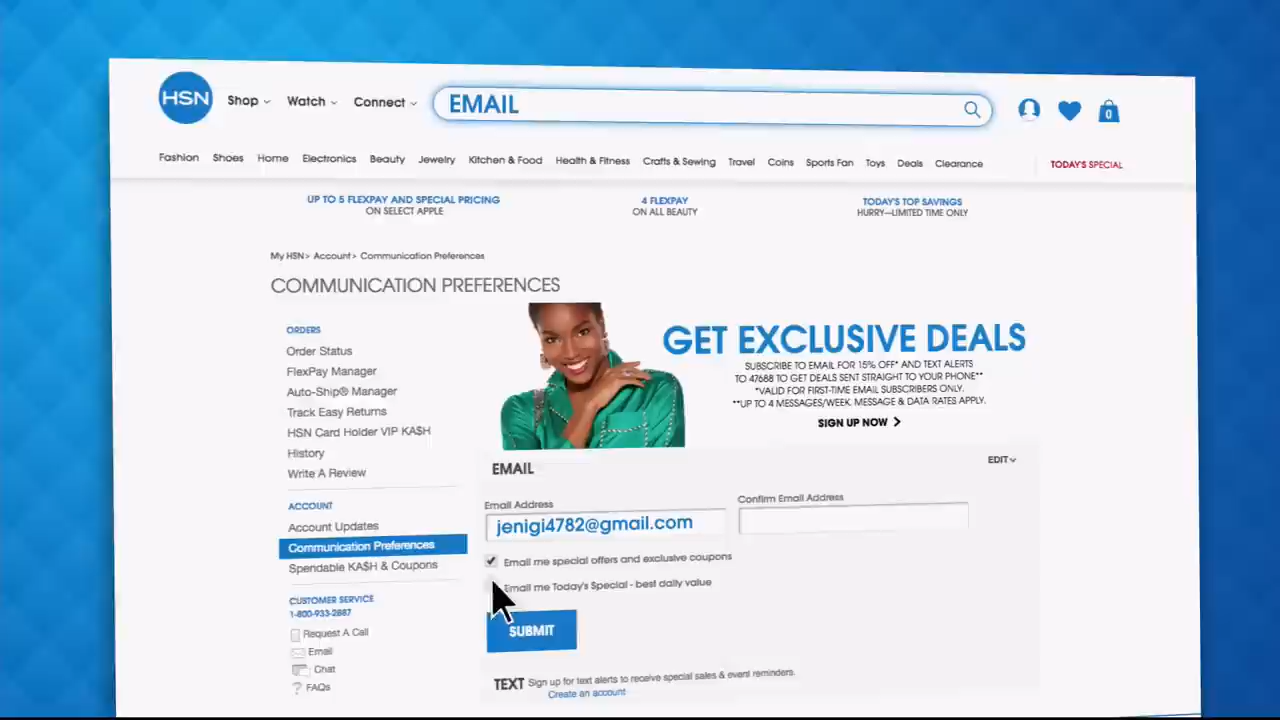 HSN Shop Watch Connect EMAIL 0
Fashion Shoes Home Electronics Beauty Jewelry Kitchen & Food Health & Fitness Crafts & Sewing Travel Coins Sports Fan Toys Deals Clearance TODAY'S SPECIAL
UP TO 5 FLEXPAY AND SPECIAL PRICING
ON SELECT APPLE
4 FLEXPAY
ON ALL BEAUTY
TODAY'S TOP SAVINGS
HURRY—LIMITED TIME ONLY
My HSN> Account> Communication Preferences
COMMUNICATION PREFERENCES
ORDERS
Order Status
FlexPay Manager
Auto-Ship® Manager
Track Easy Returns
HSN Card Holder VIP KA$H
History
Write A Review
ACCOUNT
Account Updates
Communication Preferences
Spendable KA$H & Coupons
CUSTOMER SERVICE
1-800-933-2887
Request A Call
Email
Chat
? FAQs
GET EXCLUSIVE DEALS
SUBSCRIBE TO EMAIL FOR 15% OFF* AND TEXT ALERTS
TO 47688 TO GET DEALS SENT STRAIGHT TO YOUR PHONE**
*VALID FOR FIRST-TIME EMAIL SUBSCRIBERS ONLY.
**UP TO 4 MESSAGES/WEEK. MESSAGE & DATA RATES APPLY.
SIGN UP NOW >
EMAIL
EDIT
Email Address
jenigi4782@gmail.com
Confirm Email Address
Email me special offers and exclusive coupons
Email me Today's Special - best daily value
SUBMIT
TEXT Sign up for text alerts to receive special sales & event reminders.
Create an account